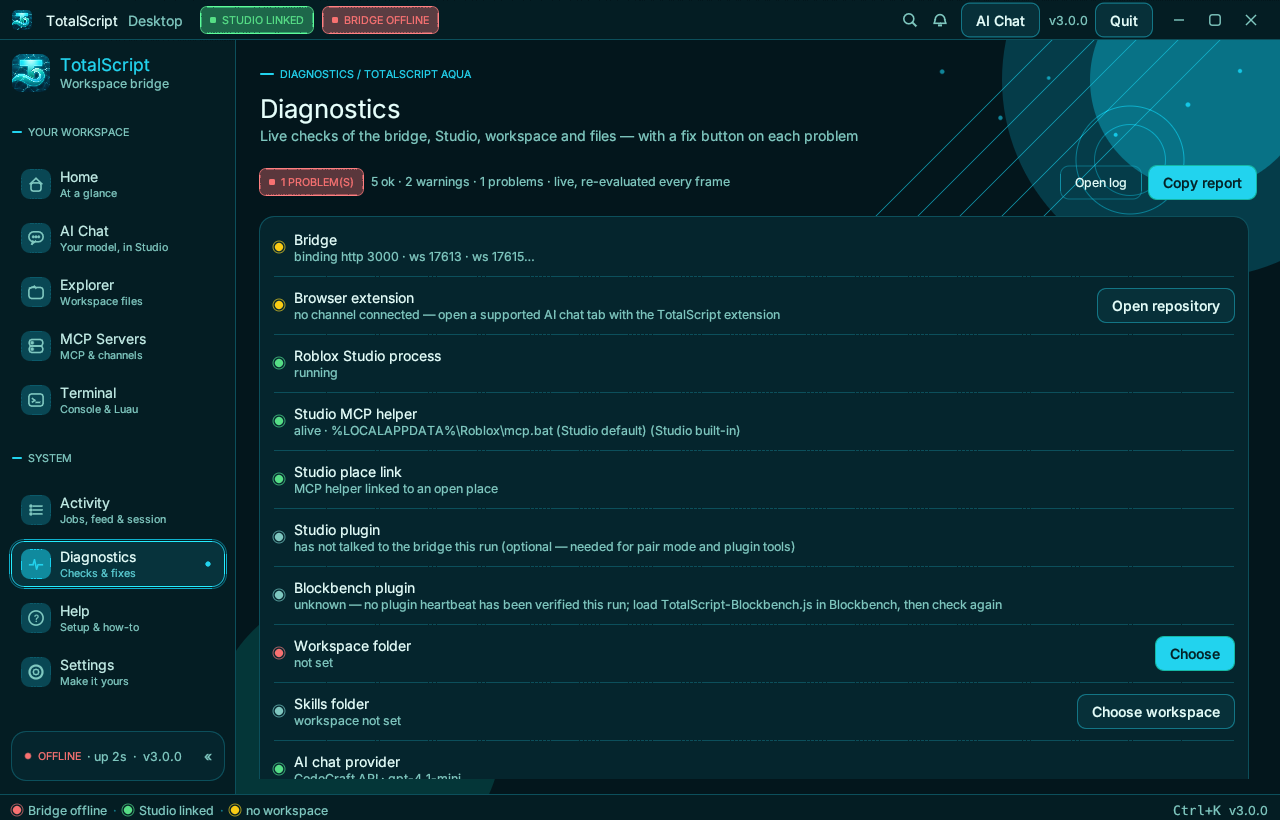 TotalScript Desktop
STUDIO LINKED
BRIDGE OFFLINE
AI Chat
v3.0.0
Quit
TotalScript
Workspace bridge
YOUR WORKSPACE
Home
At a glance
AI Chat
Your model, in Studio
Explorer
Workspace files
MCP Servers
MCP & channels
Terminal
Console & Luau
SYSTEM
Activity
Jobs, feed & session
Diagnostics
Checks & fixes
Help
Setup & how-to
Settings
Make it yours
OFFLINE · up 2s · v3.0.0 «
DIAGNOSTICS / TOTALSCRIPT AQUA
Diagnostics
Live checks of the bridge, Studio, workspace and files — with a fix button on each problem
1 PROBLEM(S)
5 ok · 2 warnings · 1 problems · live, re-evaluated every frame
Open log
Copy report
Bridge
binding http 3000 · ws 17613 · ws 17615...
Browser extension
no channel connected — open a supported AI chat tab with the TotalScript extension
Open repository
Roblox Studio process
running
Studio MCP helper
alive · %LOCALAPPDATA%\Roblox\mcp.bat (Studio default) (Studio built-in)
Studio place link
MCP helper linked to an open place
Studio plugin
has not talked to the bridge this run (optional — needed for pair mode and plugin tools)
Blockbench plugin
unknown — no plugin heartbeat has been verified this run; load TotalScript-Blockbench.js in Blockbench, then check again
Workspace folder
not set
Choose
Skills folder
workspace not set
Choose workspace
AI chat provider
CodeCraft API · gpt-4.1-mini
Bridge offline · Studio linked · no workspace
Ctrl+K v3.0.0